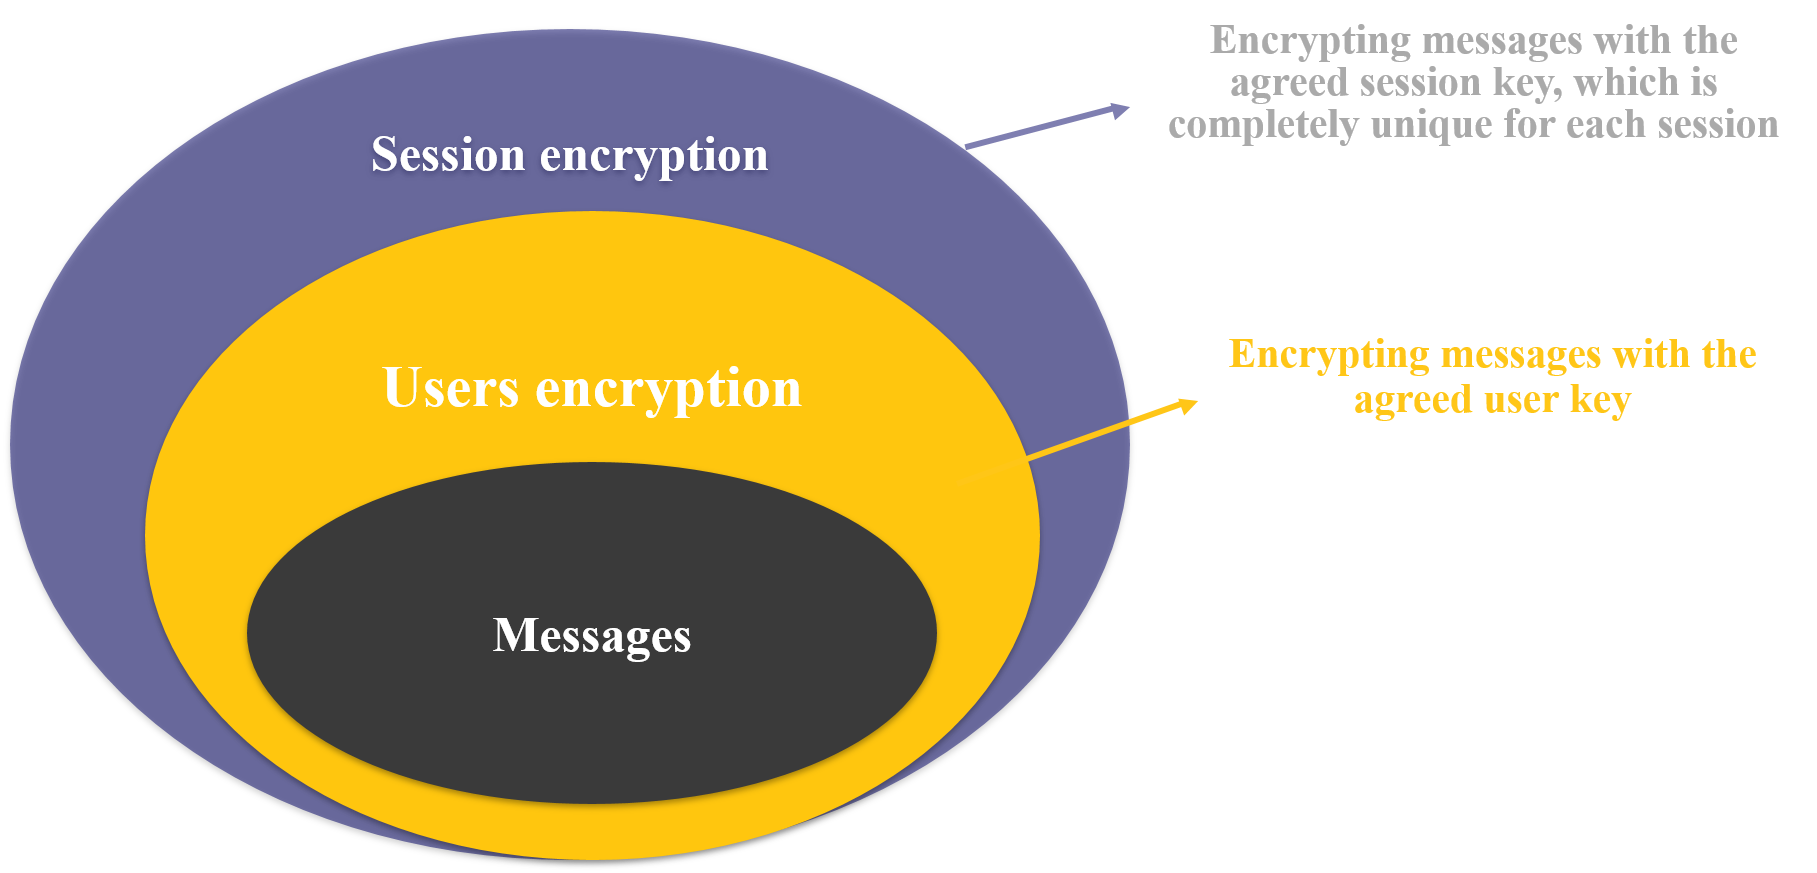 Encrypting messages with the
agreed session key, which is
completely unique for each session
Session encryption
Encrypting messages with the
agreed user key
Users encryption
Messages